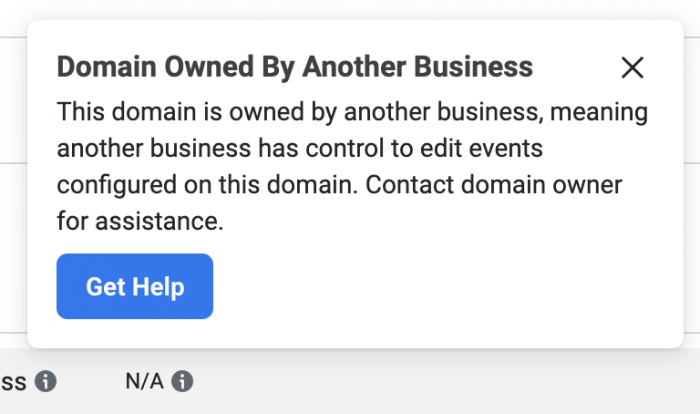 Domain Owned By Another Business
This domain is owned by another business, meaning
another business has control to edit events
configured on this domain. Contact domain owner
for assistance.
Get Help
ss N/A